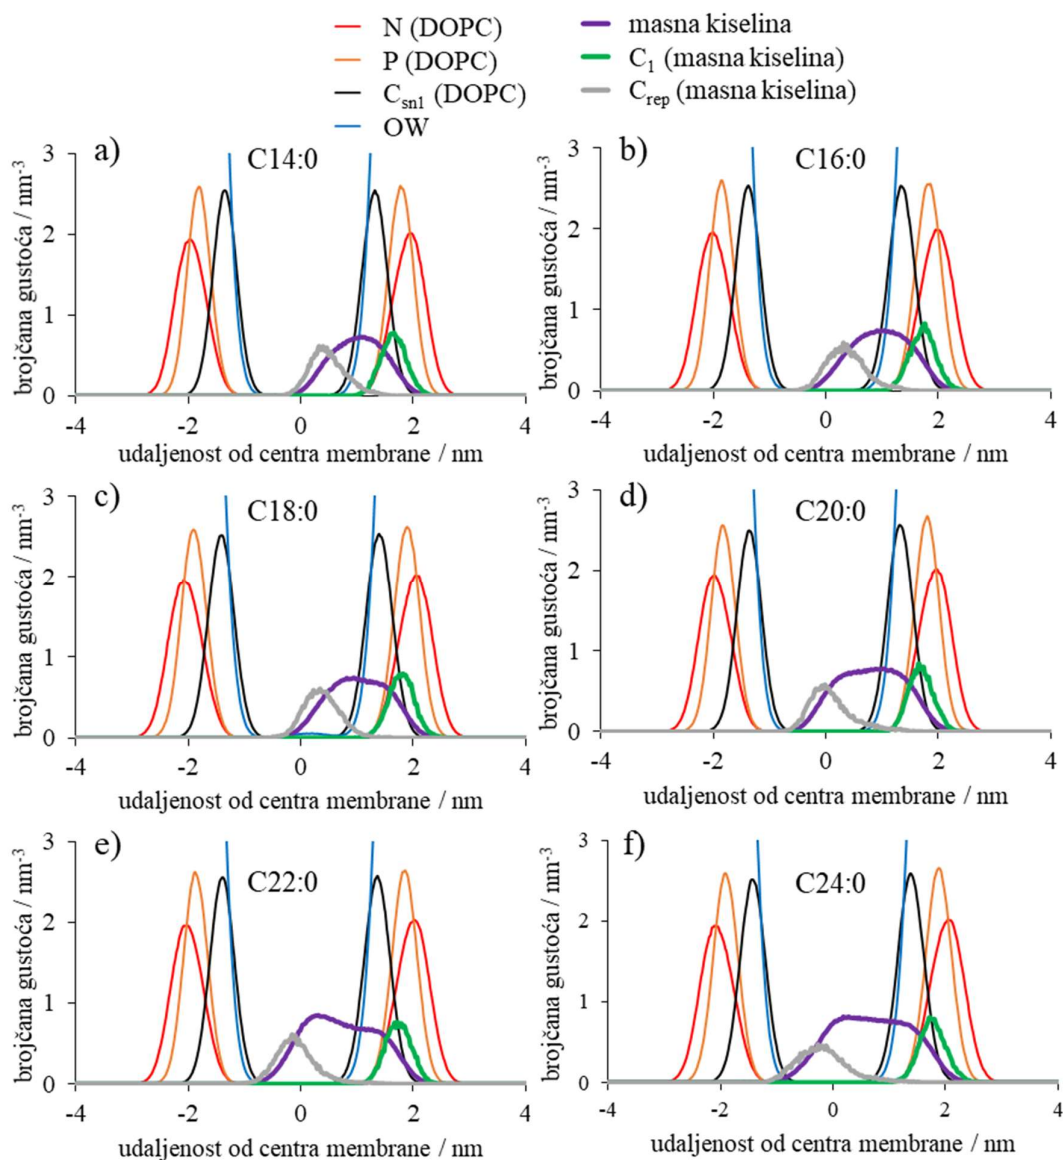 N (DOPC)
P (DOPC)
C_sn1 (DOPC)
OW
masna kiselina
C₁ (masna kiselina)
C_rep (masna kiselina)
a)
C14:0
brojčana gustoća / nm⁻³
3
2
1
0
-4 -2 0 2 4
udaljenost od centra membrane / nm
b)
C16:0
brojčana gustoća / nm⁻³
3
2
1
0
-4 -2 0 2 4
udaljenost od centra membrane / nm
c)
C18:0
brojčana gustoća / nm⁻³
3
2
1
0
-4 -2 0 2 4
udaljenost od centra membrane / nm
d)
C20:0
brojčana gustoća / nm⁻³
3
2
1
0
-4 -2 0 2 4
udaljenost od centra membrane / nm
e)
C22:0
brojčana gustoća / nm⁻³
3
2
1
0
-4 -2 0 2 4
udaljenost od centra membrane / nm
f)
C24:0
brojčana gustoća / nm⁻³
3
2
1
0
-4 -2 0 2 4
udaljenost od centra membrane / nm